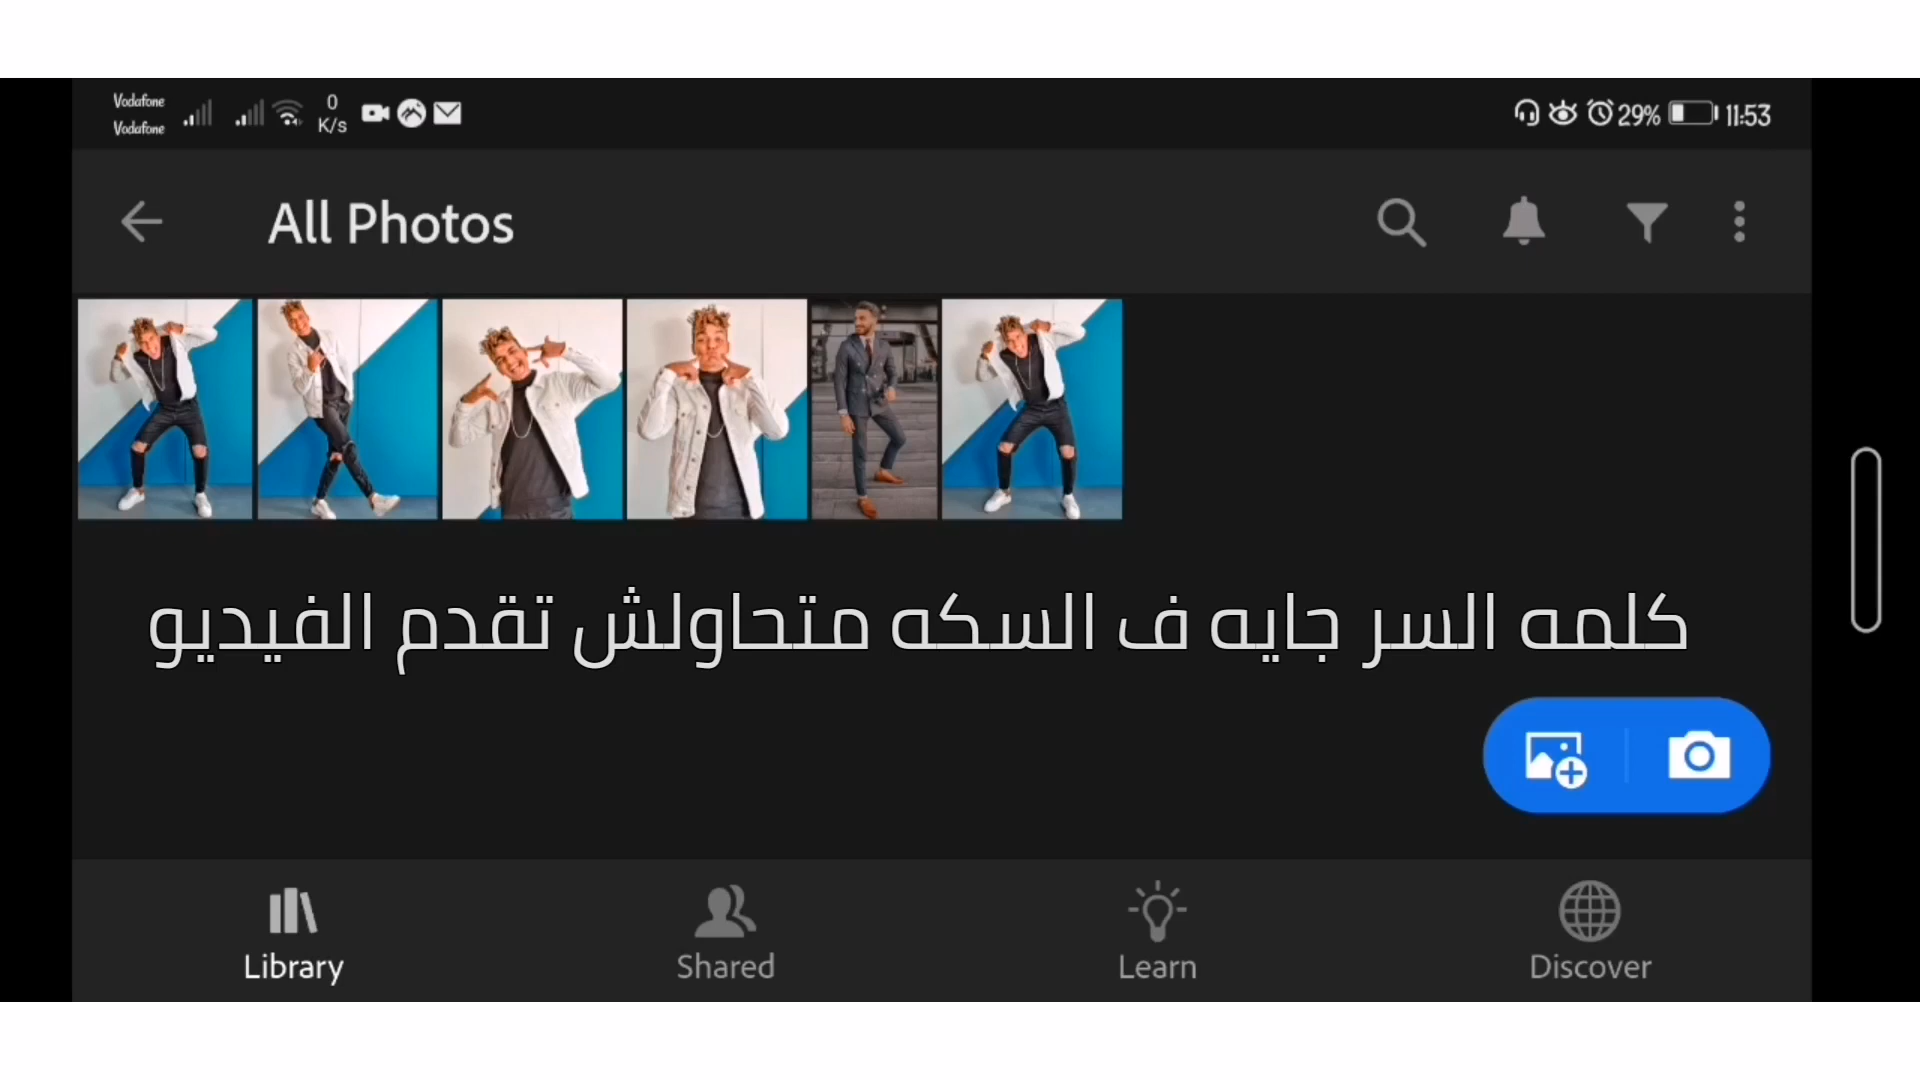 Vodafone
Vodafone
0
K/s
29%
11:53
All Photos
كلمه السر جايه ف السكه متحاولش تقدم الفيديو
Library
Shared
Learn
Discover